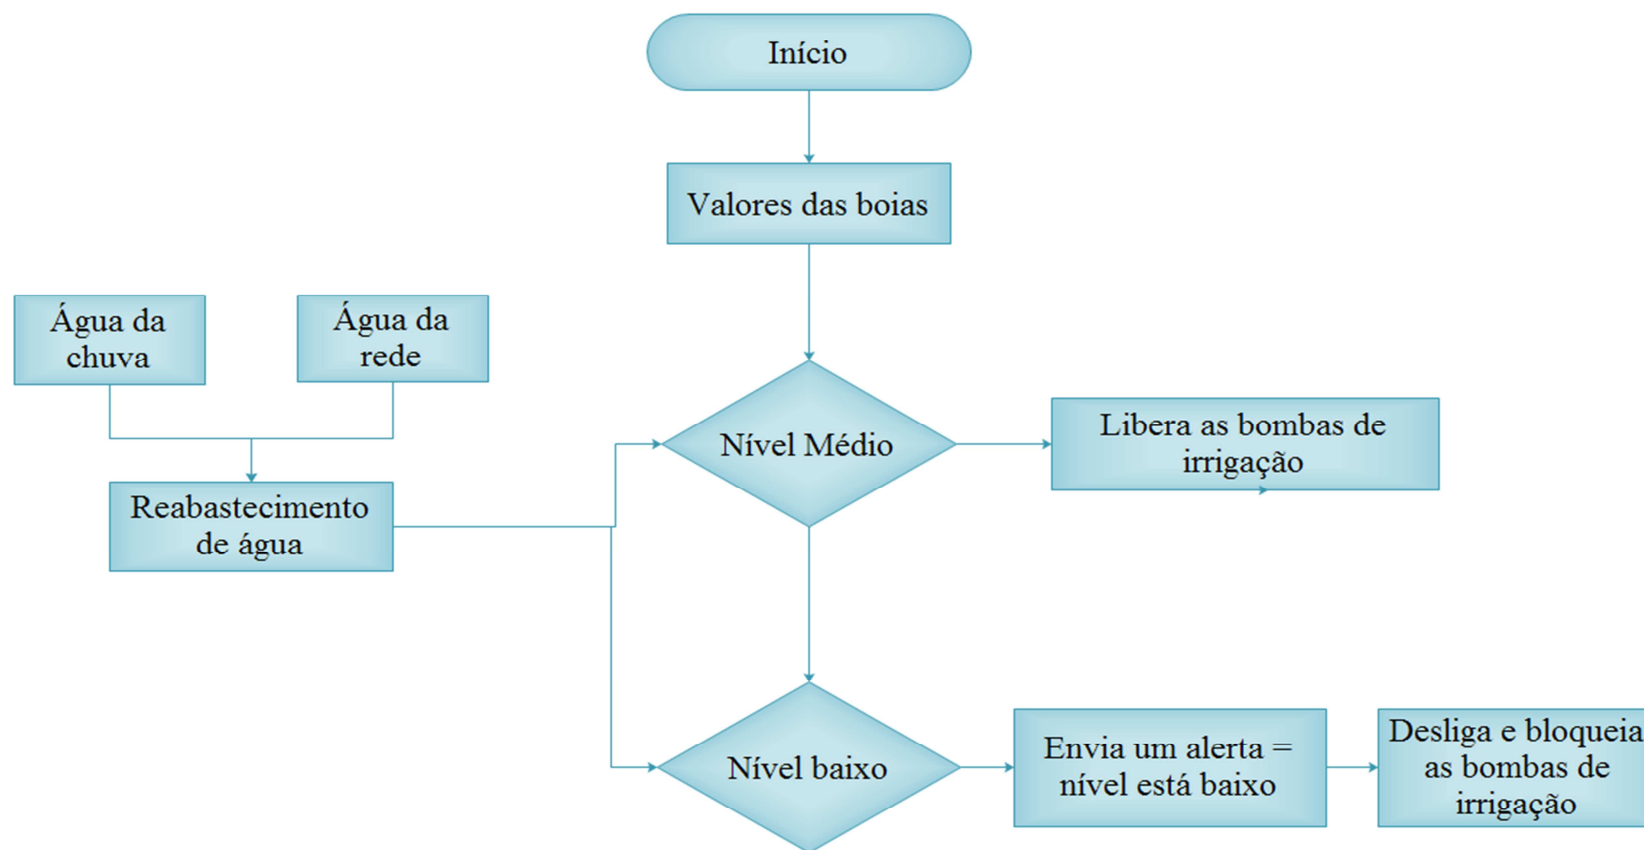 Início
Valores das boias
Água da
chuva
Água da
rede
Reabastecimento
de água
Nível Médio
Libera as bombas de
irrigação
Nível baixo
Envia um alerta =
nível está baixo
Desliga e bloqueia
as bombas de
irrigação